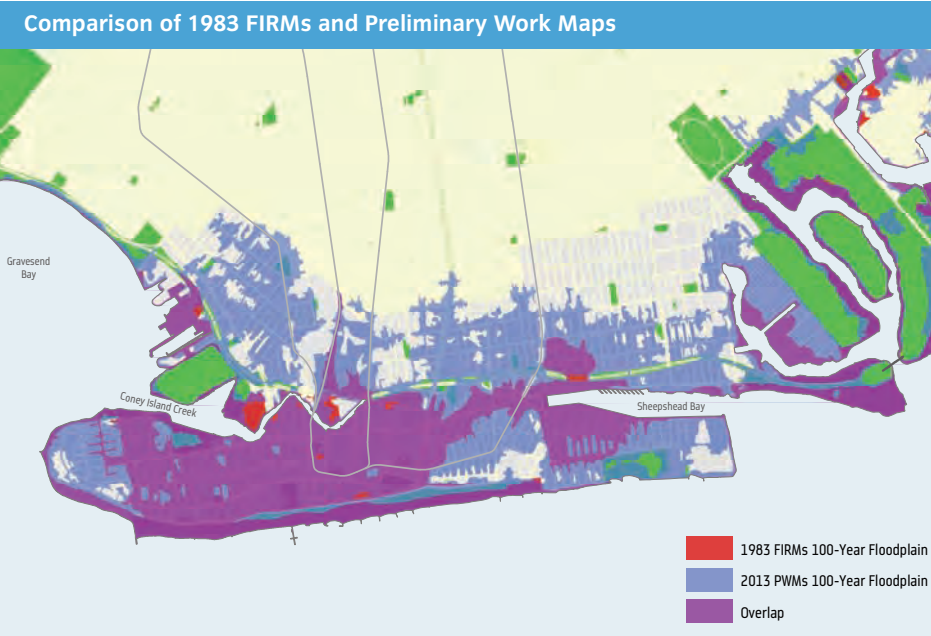 Comparison of 1983 FIRMs and Preliminary Work Maps
Gravesend
Bay
Coney Island Creek
Sheepshead Bay
1983 FIRMs 100-Year Floodplain
2013 PWMs 100-Year Floodplain
Overlap